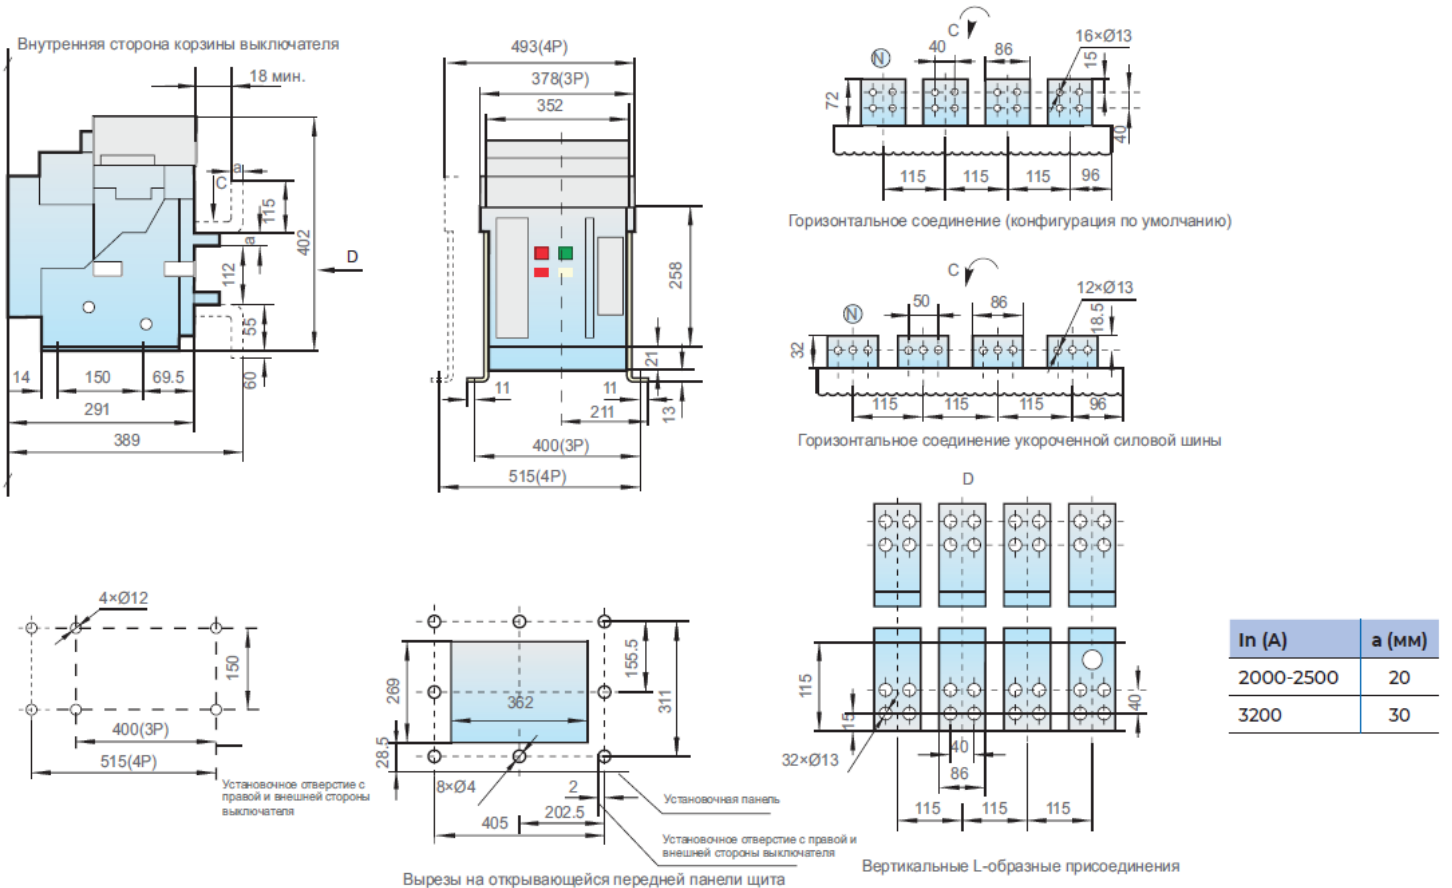 Внутренняя сторона корзины выключателя
18 мин.
a
C
115
402
a
D
112
55
60
14
150
69.5
291
389
493(4P)
378(3P)
352
258
21
11
11
13
211
400(3P)
515(4P)
C
16×Ø13
40
86
15
N
72
40
115
115
115
96
Горизонтальное соединение (конфигурация по умолчанию)
C
12×Ø13
50
86
18.5
N
32
115
115
115
96
Горизонтальное соединение укороченной силовой шины
4×Ø12
150
400(3P)
515(4P)
Установочное отверстие с
правой и внешней стороны
выключателя
269
362
155.5
311
28.5
8×Ø4
2
202.5
405
Установочная панель
Установочное отверстие с правой и
внешней стороны выключателя
Вырезы на открывающейся передней панели щита
D
115
15
40
32×Ø13
40
86
115
115
115
Вертикальные L-образные присоединения
In (A) a (мм)
2000-2500 20
3200 30